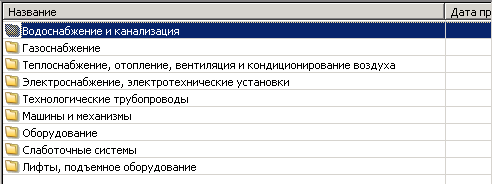 Название Дата пр
Водоснабжение и канализация
Газоснабжение
Теплоснабжение, отопление, вентиляция и кондиционирование воздуха
Электроснабжение, электротехнические установки
Технологические трубопроводы
Машины и механизмы
Оборудование
Слаботочные системы
Лифты, подъемное оборудование